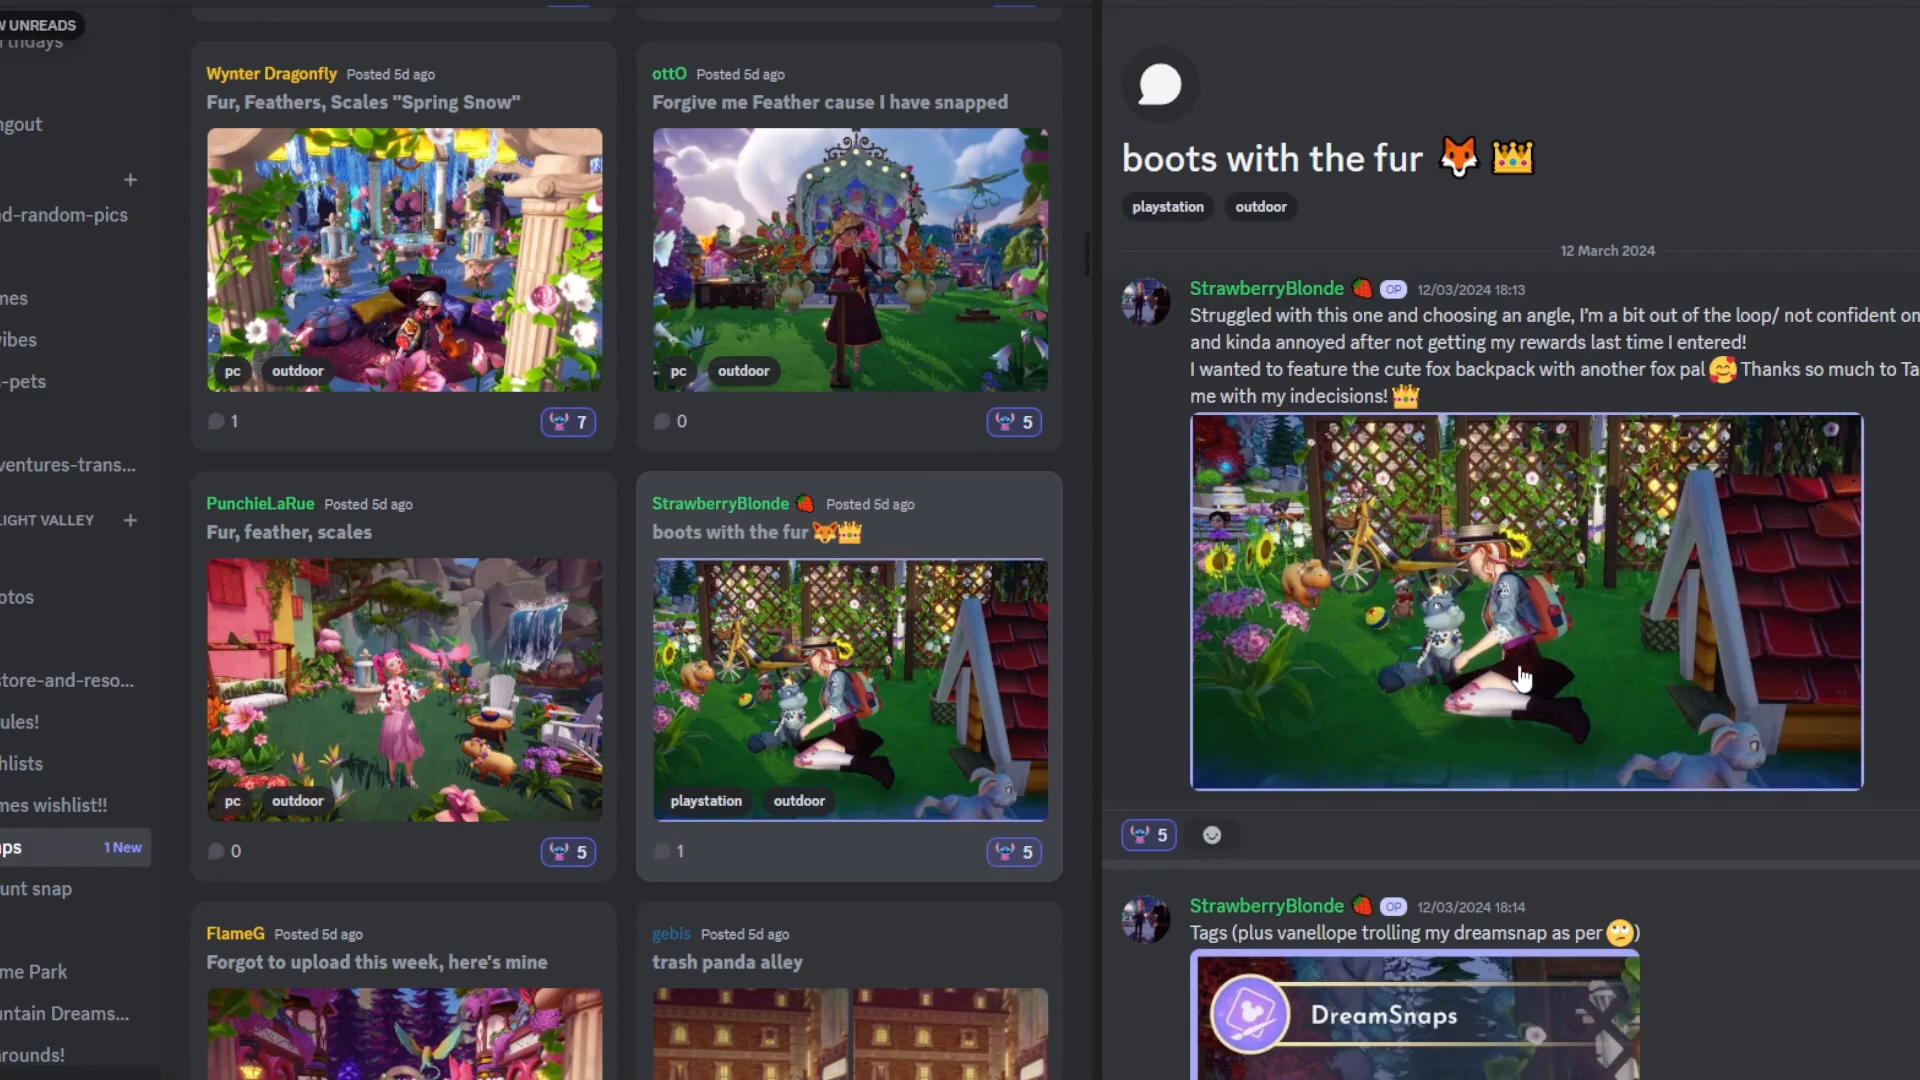 UNREADS
ngout
d-random-pics
mes
ibes
-pets
ventures-trans...
LIGHT VALLEY
otos
tore-and-reso...
ules!
hlists
mes wishlist!!
ps 1 New
unt snap
me Park
untain Dreams...
rounds!
Wynter Dragonfly Posted 5d ago
Fur, Feathers, Scales "Spring Snow"
pc outdoor
1 7
ottO Posted 5d ago
Forgive me Feather cause I have snapped
pc outdoor
0 5
PunchieLaRue Posted 5d ago
Fur, feather, scales
pc outdoor
0 5
StrawberryBlonde 🍓 Posted 5d ago
boots with the fur 🦊👑
playstation outdoor
1 5
FlameG Posted 5d ago
Forgot to upload this week, here's mine
gebis Posted 5d ago
trash panda alley
boots with the fur 🦊 👑
playstation outdoor
12 March 2024
StrawberryBlonde 🍓 OP 12/03/2024 18:13
Struggled with this one and choosing an angle, I'm a bit out of the loop/ not confident on
and kinda annoyed after not getting my rewards last time I entered!
I wanted to feature the cute fox backpack with another fox pal 🥰 Thanks so much to Ta
me with my indecisions! 👑
5
StrawberryBlonde 🍓 OP 12/03/2024 18:14
Tags (plus vanellope trolling my dreamsnap as per 🙄)
DreamSnaps